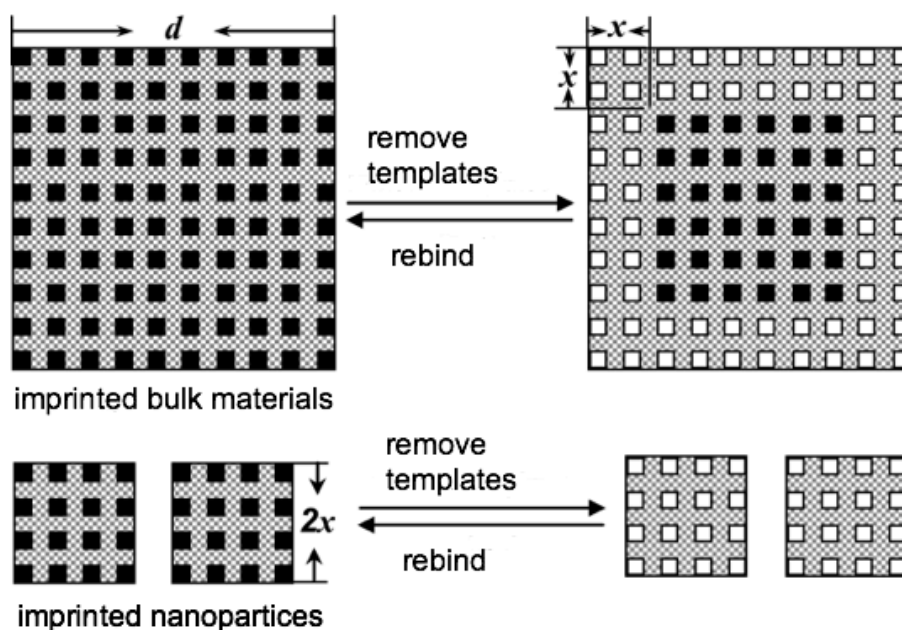 d
x
x
remove
templates
rebind
imprinted bulk materials
remove
templates
2x
rebind
imprinted nanopartices